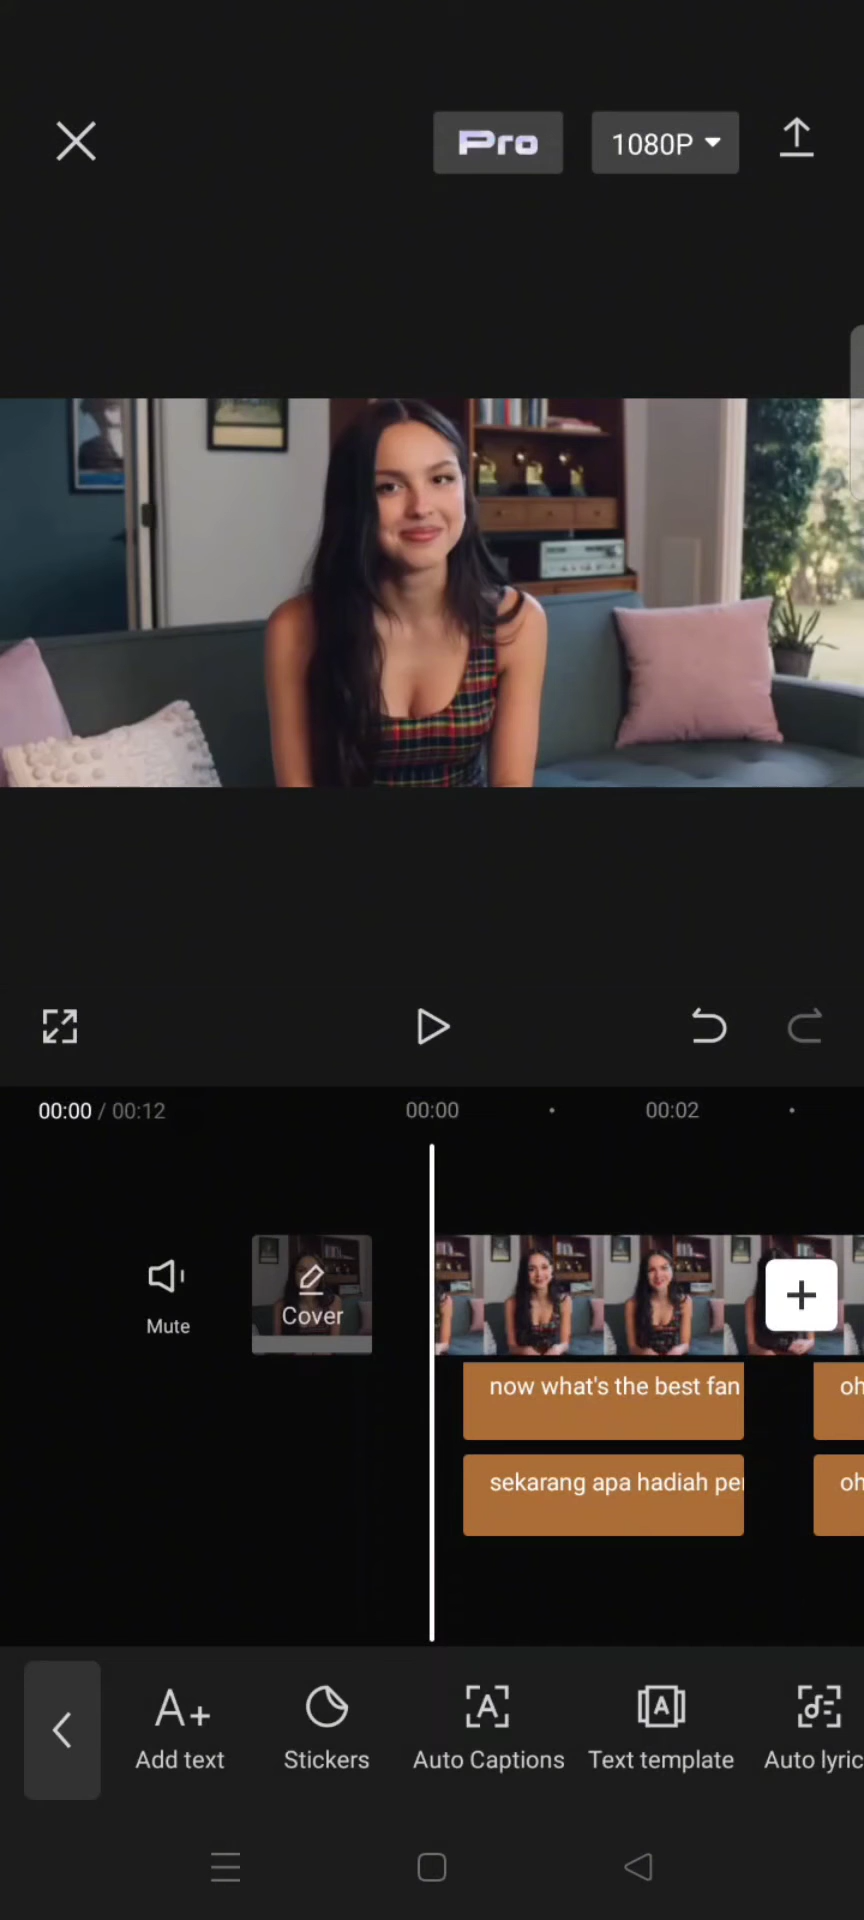 Pro
1080P
00:00 / 00:12
00:00
00:02
Mute
Cover
now what's the best fan
oh
sekarang apa hadiah
oh
Add text
Stickers
Auto Captions
Text template
Auto lyric